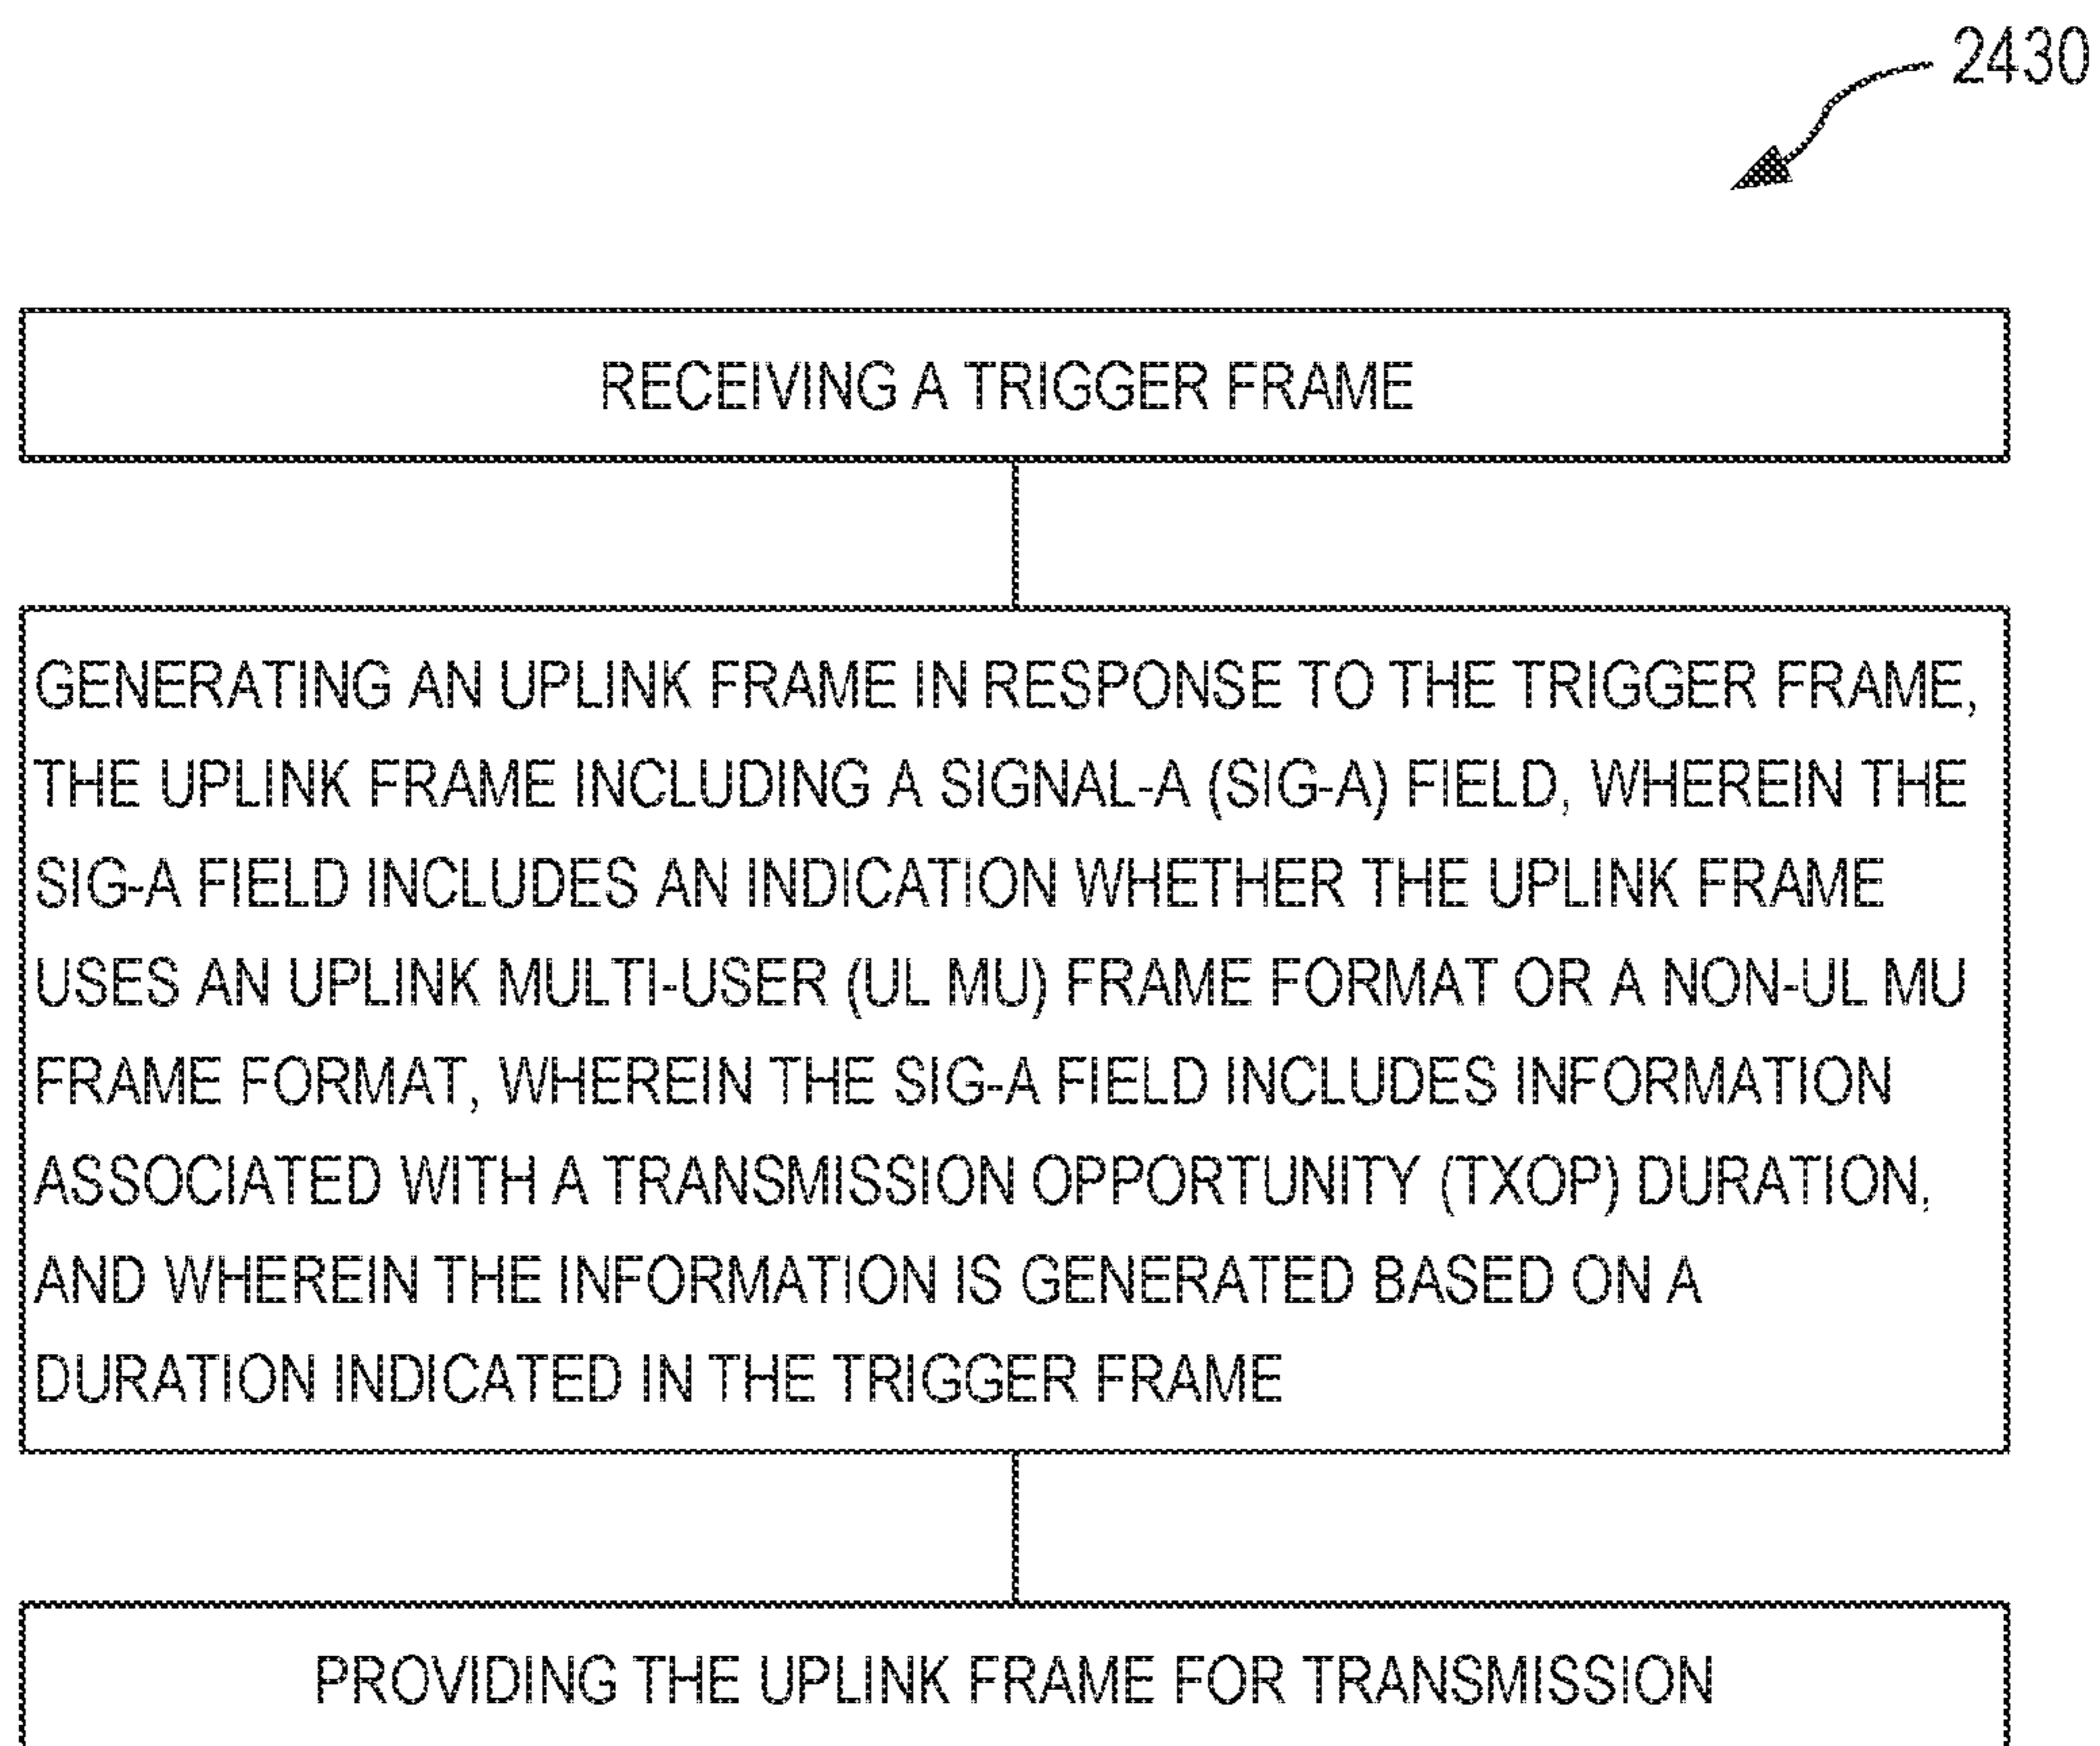 2430
RECEIVING A TRIGGER FRAME
GENERATING AN UPLINK FRAME IN RESPONSE TO THE TRIGGER FRAME,
THE UPLINK FRAME INCLUDING A SIGNAL-A (SIG-A) FIELD, WHEREIN THE
SIG-A FIELD INCLUDES AN INDICATION WHETHER THE UPLINK FRAME
USES AN UPLINK MULTI-USER (UL MU) FRAME FORMAT OR A NON-UL MU
FRAME FORMAT, WHEREIN THE SIG-A FIELD INCLUDES INFORMATION
ASSOCIATED WITH A TRANSMISSION OPPORTUNITY (TXOP) DURATION,
AND WHEREIN THE INFORMATION IS GENERATED BASED ON A
DURATION INDICATED IN THE TRIGGER FRAME
PROVIDING THE UPLINK FRAME FOR TRANSMISSION